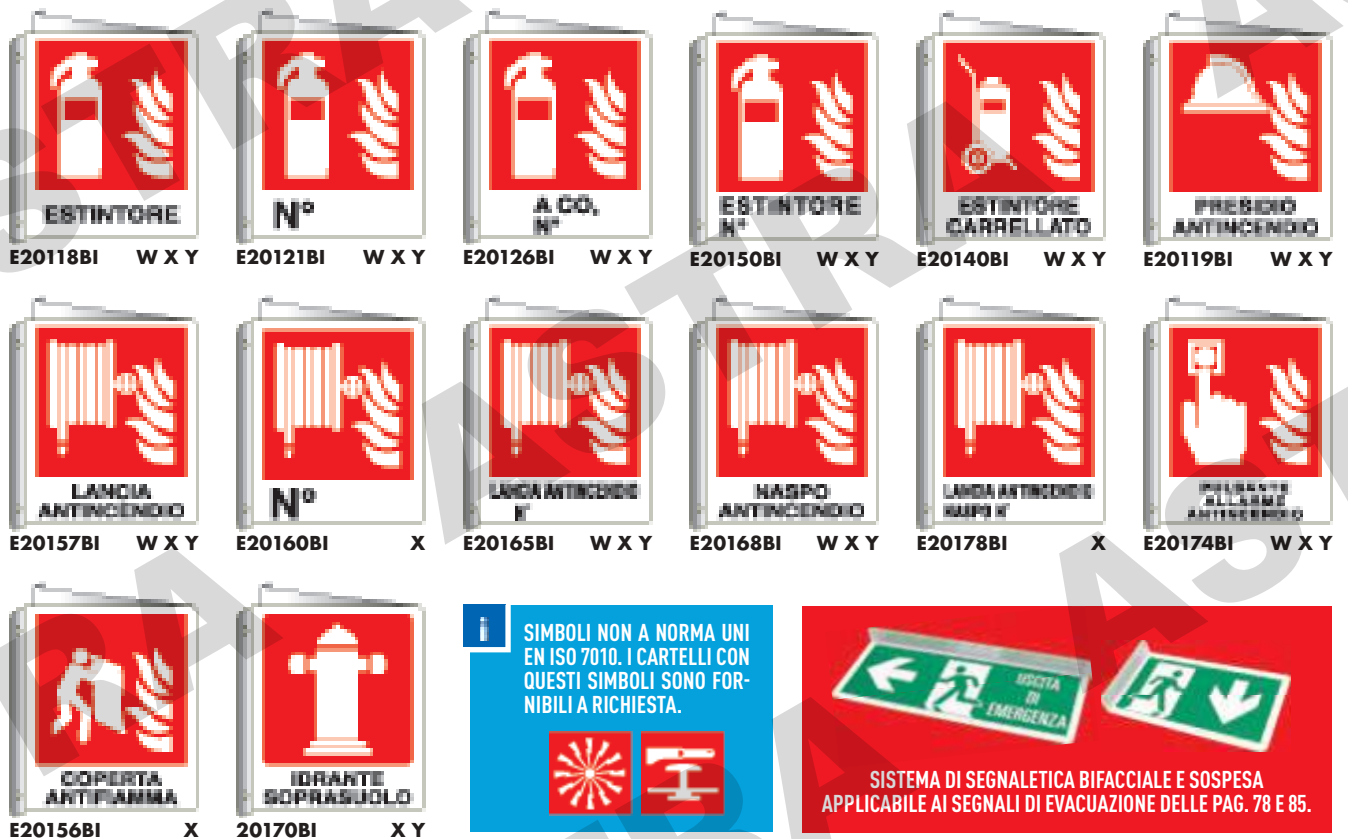 ESTINTORE
E20118BI W X Y
N°
E20121BI W X Y
A CO₂
N°
E20126BI W X Y
ESTINTORE
N°
E20150BI W X Y
ESTINTORE
CARRELLATO
E20140BI W X Y
PRESIDIO
ANTINCENDIO
E20119BI W X Y
LANCIA
ANTINCENDIO
E20157BI W X Y
N°
E20160BI X
LANCIA ANTINCENDIO
N°
E20165BI W X Y
NASPO
ANTINCENDIO
E20168BI W X Y
LANCIA ANTINCENDIO
NASPO N°
E20178BI X
PULSANTE
ALLARME
ANTINCENDIO
E20174BI W X Y
COPERTA
ANTIFIAMMA
E20156BI X
IDRANTE
SOPRASUOLO
20170BI X Y
i
SIMBOLI NON A NORMA UNI
EN ISO 7010. I CARTELLI CON
QUESTI SIMBOLI SONO FOR-
NIBILI A RICHIESTA.
USCITA
DI
EMERGENZA
SISTEMA DI SEGNALETICA BIFACCIALE E SOSPESA
APPLICABILE AI SEGNALI DI EVACUAZIONE DELLE PAG. 78 E 85.
ASTRA